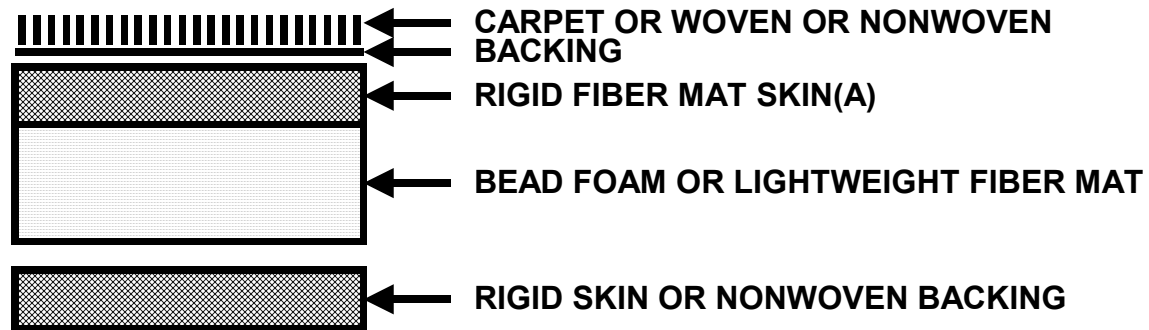 CARPET OR WOVEN OR NONWOVEN
BACKING
RIGID FIBER MAT SKIN(A)
BEAD FOAM OR LIGHTWEIGHT FIBER MAT
RIGID SKIN OR NONWOVEN BACKING